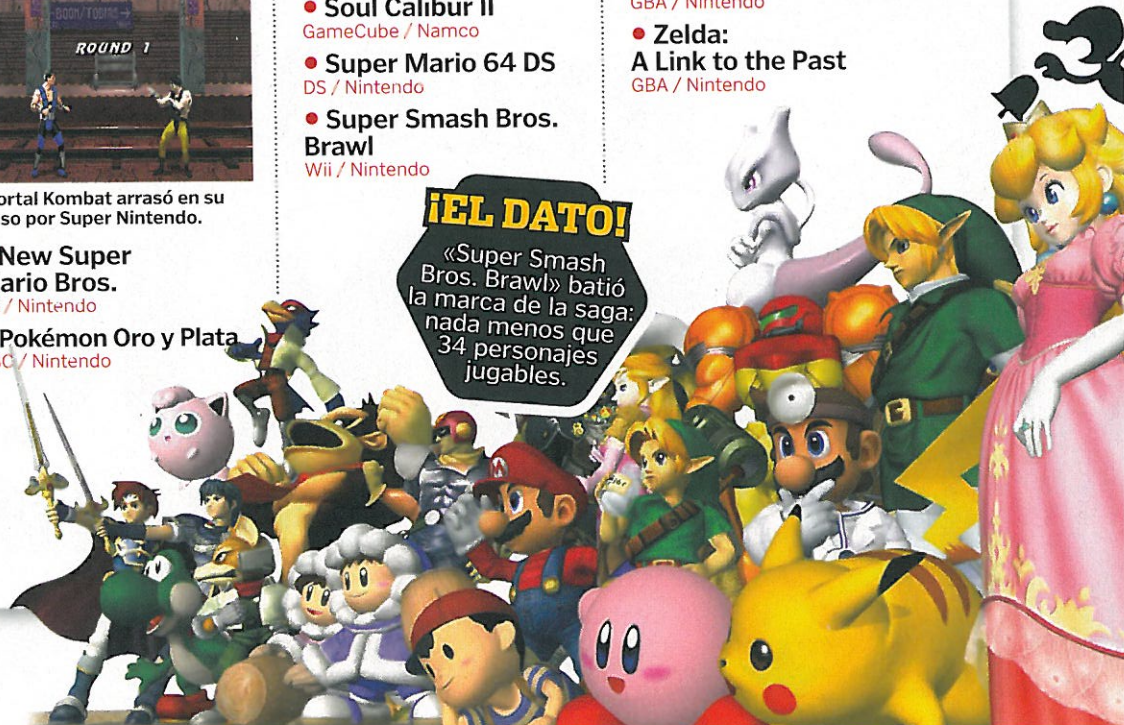 BOON/TOBIAS
ROUND 1
ortal Kombat arrasó en su
so por Super Nintendo.
New Super
ario Bros.
/ Nintendo
Pokémon Oro y Plata
/ Nintendo
• Soul Calibur II
GameCube / Namco
• Super Mario 64 DS
DS / Nintendo
• Super Smash Bros.
Brawl
Wii / Nintendo
GBA / Nintendo
• Zelda:
A Link to the Past
GBA / Nintendo
¡EL DATO!
«Super Smash
Bros. Brawl» batió
la marca de la saga:
nada menos que
34 personajes
jugables.
M